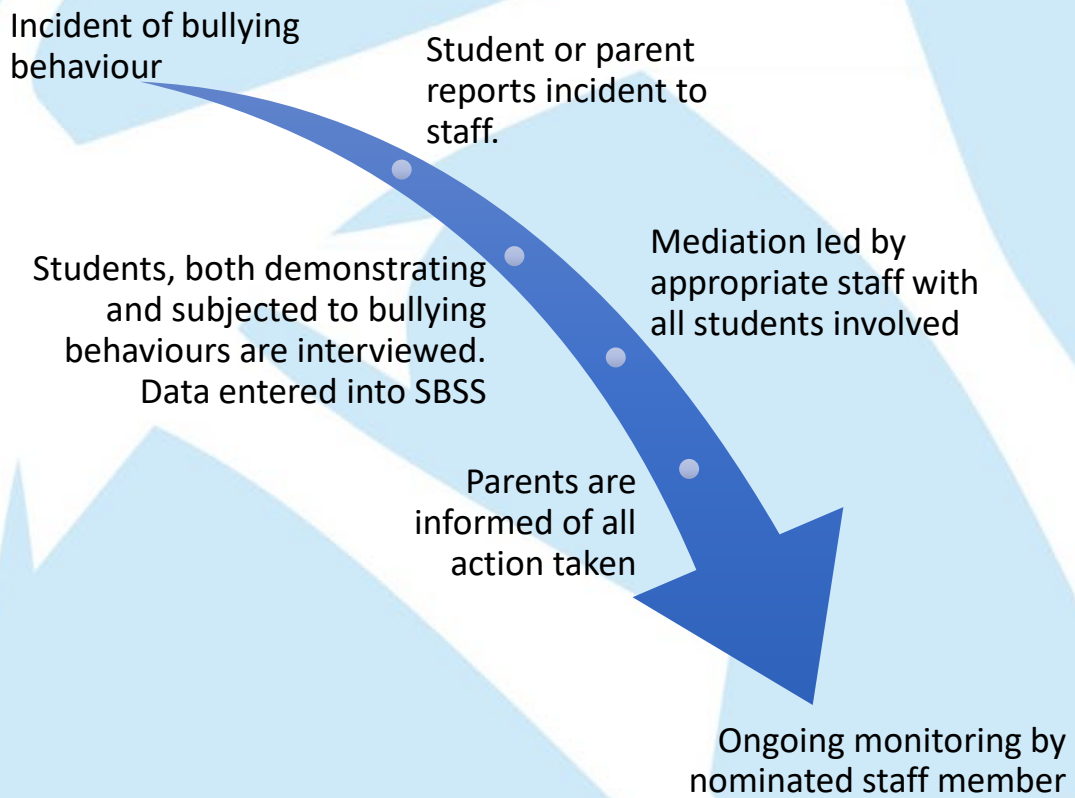 Incident of bullying
behaviour
Student or parent
reports incident to
staff.
Students, both demonstrating
and subjected to bullying
behaviours are interviewed.
Data entered into SBSS
Mediation led by
appropriate staff with
all students involved
Parents are
informed of all
action taken
Ongoing monitoring by
nominated staff member